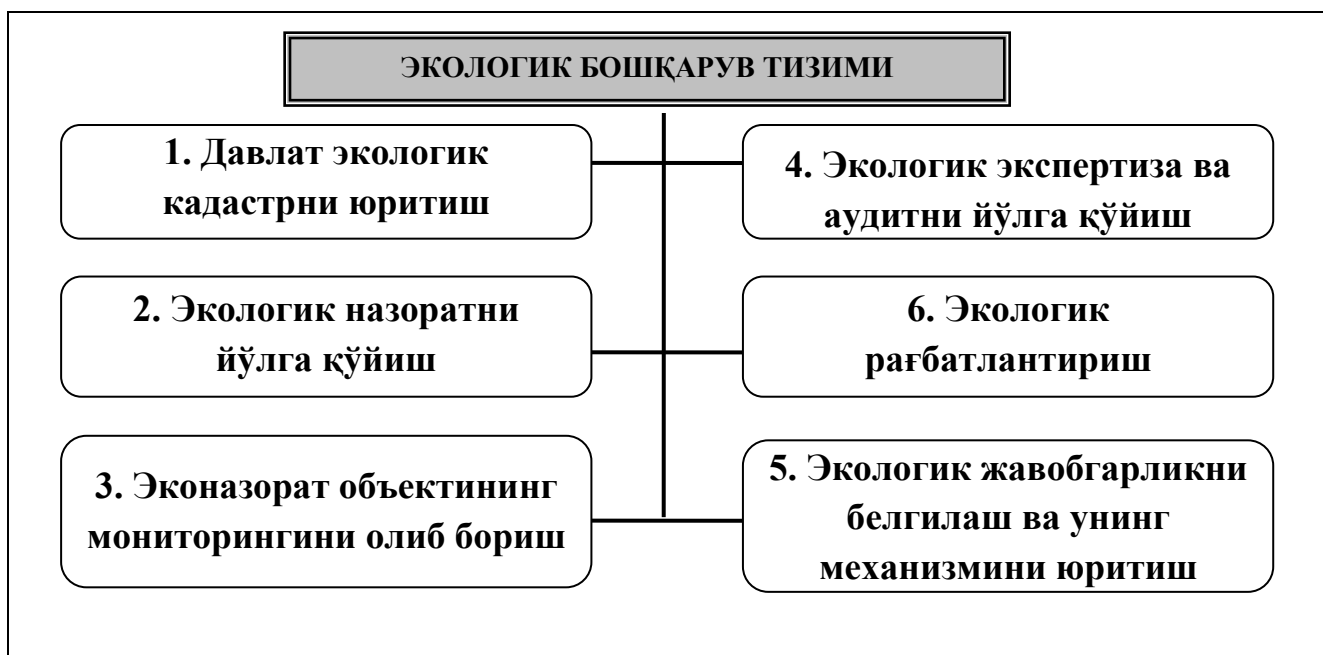 ЭКОЛОГИК БОШҚАРУВ ТИЗИМИ
1. Давлат экологик
кадастрни юритиш
2. Экологик назоратни
йўлга қўйиш
3. Эконазорат объектининг
мониторингини олиб бориш
4. Экологик экспертиза ва
аудитни йўлга қўйиш
6. Экологик
рағбатлантириш
5. Экологик жавобгарликни
белгилаш ва унинг
механизмини юритиш